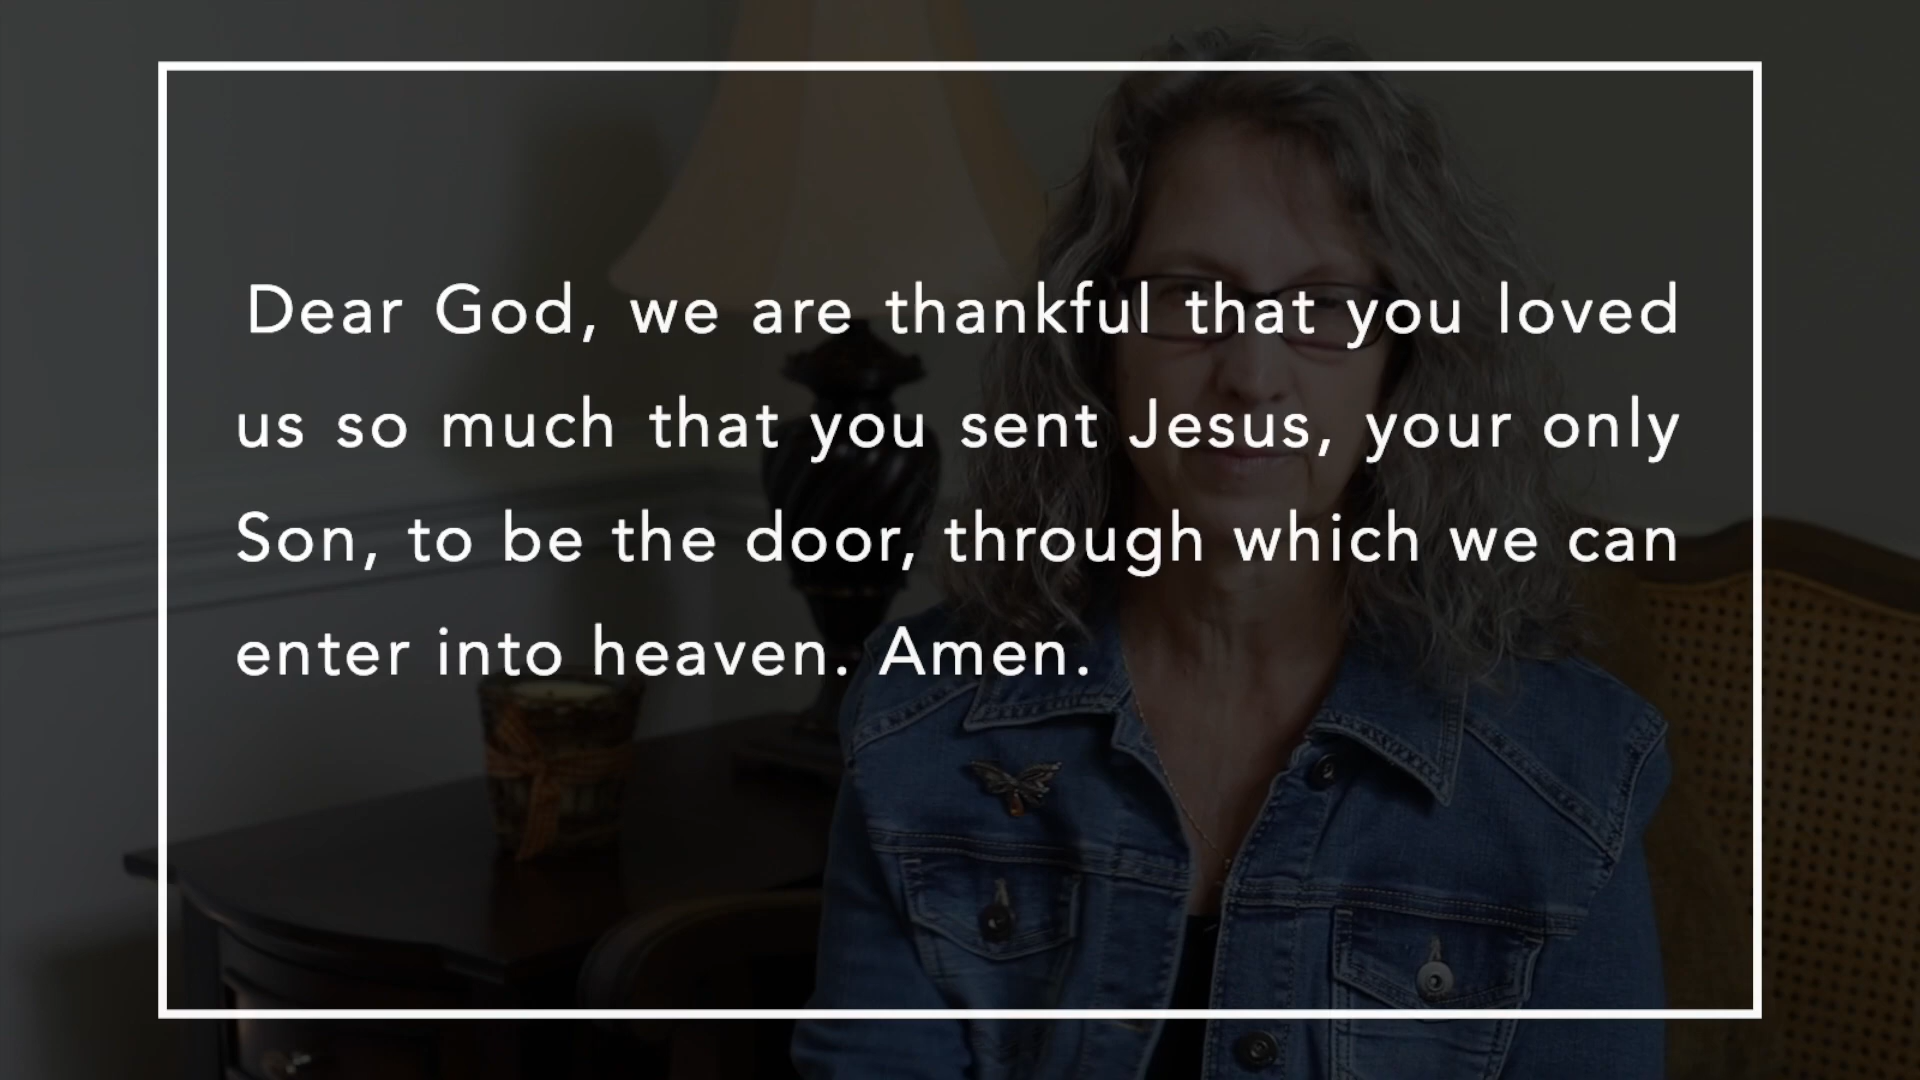 Dear God, we are thankful that you loved
us so much that you sent Jesus, your only
Son, to be the door, through which we can
enter into heaven. Amen.